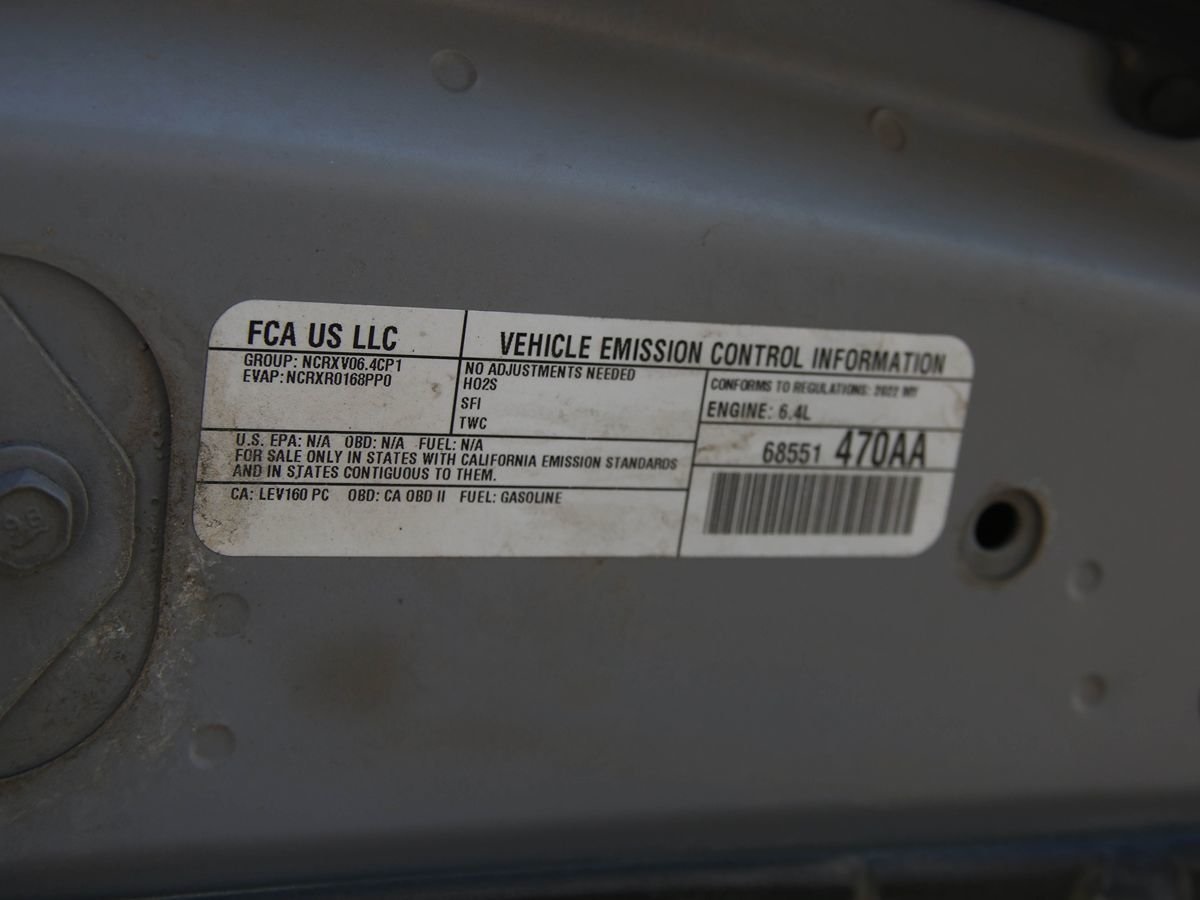 FCA US LLC
VEHICLE EMISSION CONTROL INFORMATION
GROUP: NCRXV06.4CP1
EVAP:NCRXR0168PP0
NO ADJUSTMENTS NEEDED
HO2S
SFI
TWC
CONFORMS TO REGULATIONS: 2022 MY
ENGINE: 6.4L
68551 470AA
U.S. EPA: N/A OBD: N/A FUEL: N/A
FOR SALE ONLY IN STATES WITH CALIFORNIA EMISSION STANDARDS
AND IN STATES CONTIGUOUS TO THEM.
CA: LEV160 PC OBD: CA OBD II FUEL: GASOLINE